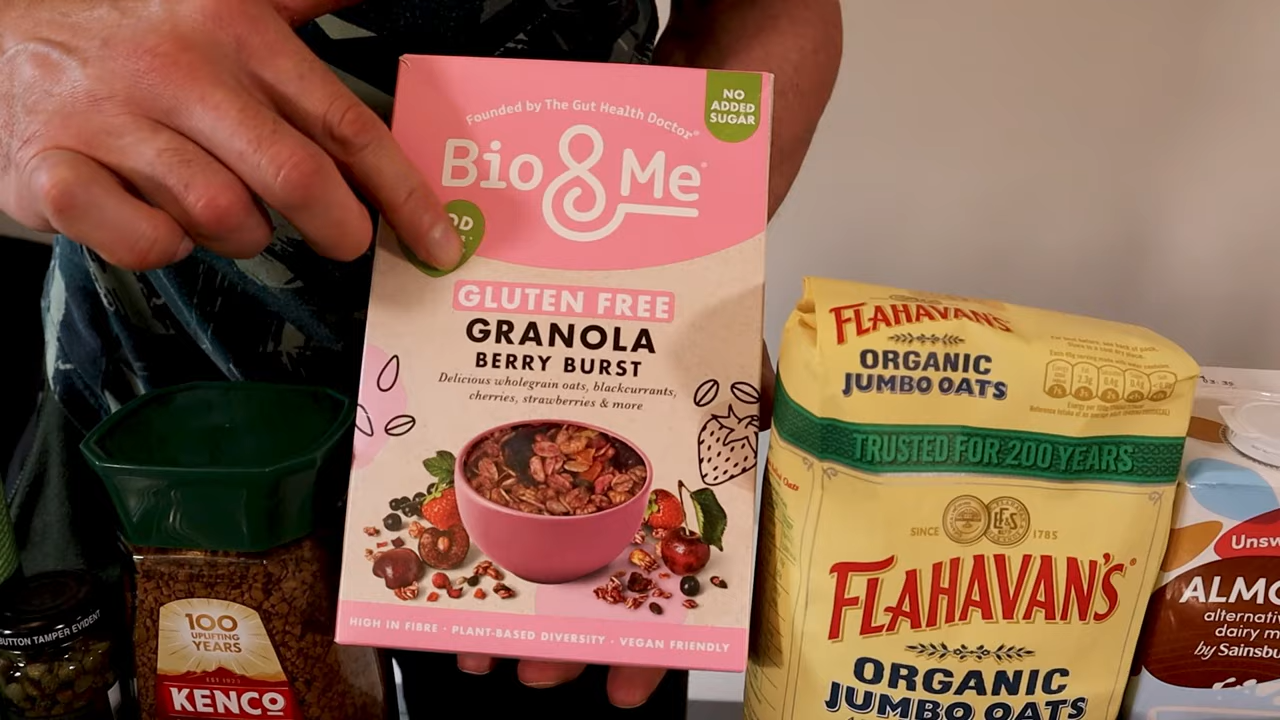 Founded by The Gut Health Doctor®
Bio&Me®
NO
ADDED
SUGAR
GLUTEN FREE
GRANOLA
BERRY BURST
Delicious wholegrain oats, blackcurrants,
cherries, strawberries & more
HIGH IN FIBRE · PLANT-BASED DIVERSITY · VEGAN FRIENDLY
FLAHAVAN'S
ORGANIC
JUMBO OATS
TRUSTED FOR 200 YEARS
SINCE 1785
FLAHAVAN'S®
ORGANIC
JUMBO OATS
BUTTON TAMPER EVIDENT
100
UPLIFTING
YEARS
EST 1923
KENCO
Unsw
ALMO
alternativ
dairy m
by Sainsbu